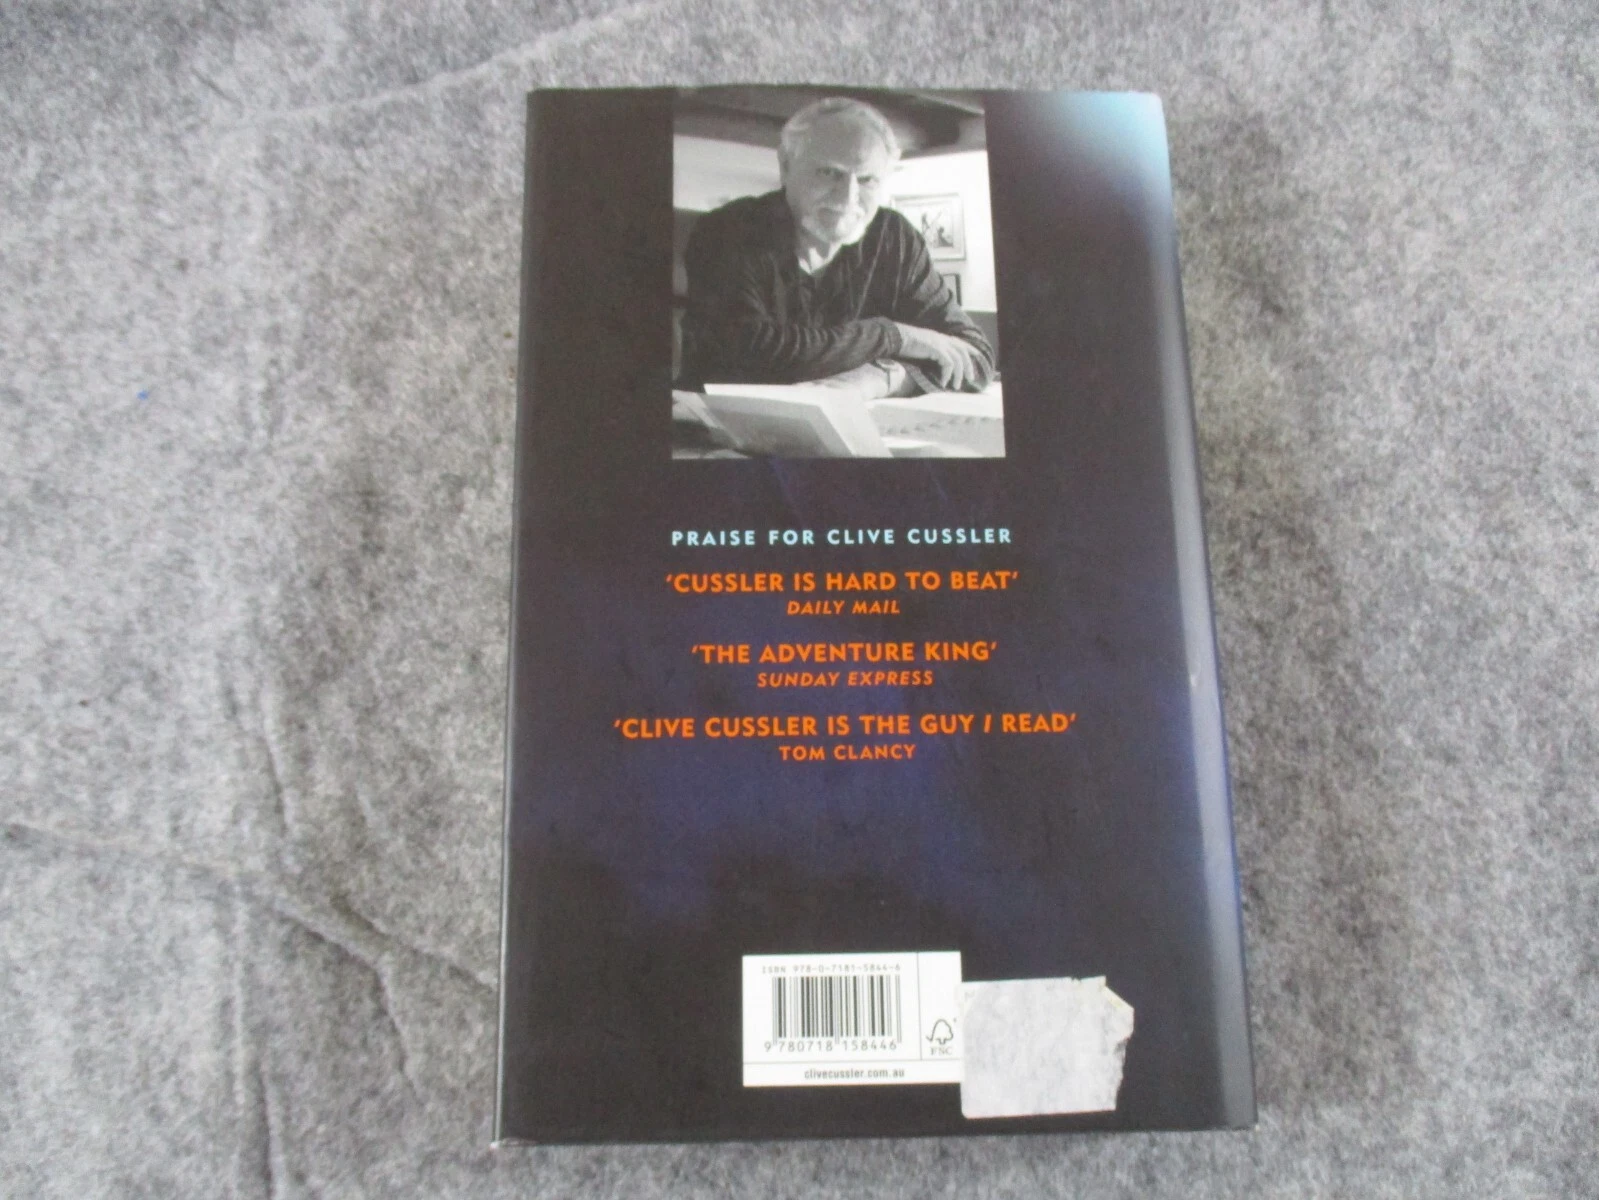 PRAISE FOR CLIVE CUSSLER
'CUSSLER IS HARD TO BEAT'
DAILY MAIL
'THE ADVENTURE KING'
SUNDAY EXPRESS
'CLIVE CUSSLER IS THE GUY I READ'
TOM CLANCY
ISBN 978-0-7181-5844-6
9 780718 158446
FSC
clivecussler.com.au